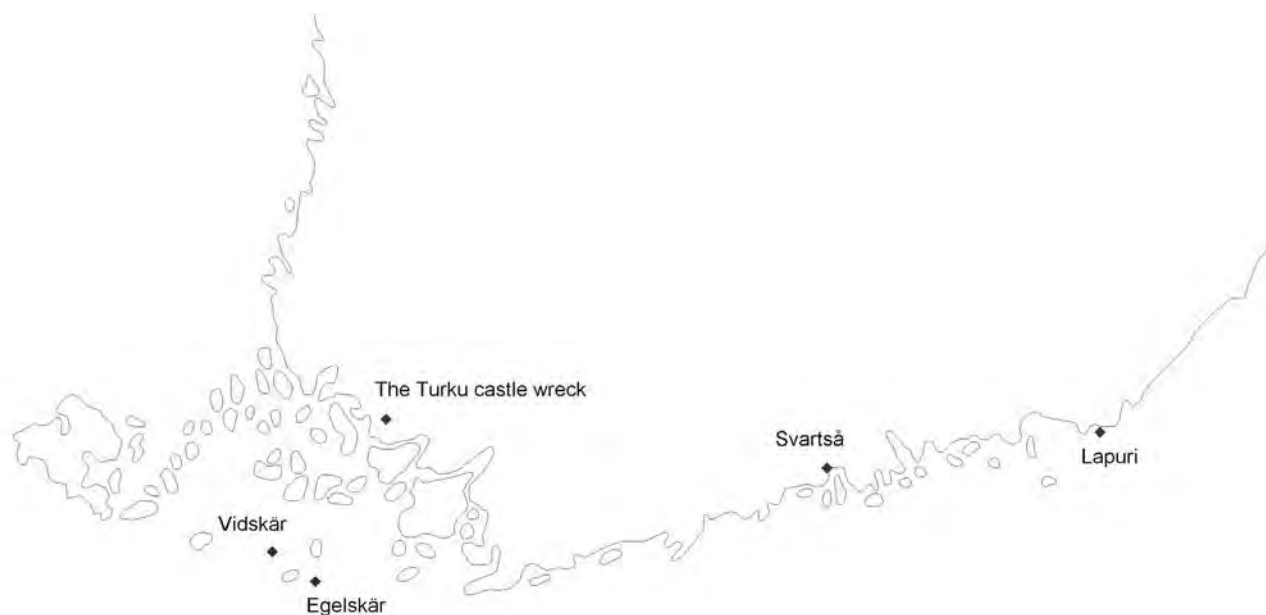 The Turku castle wreck
Svartså
Lapuri
Vidskär
Egelskär